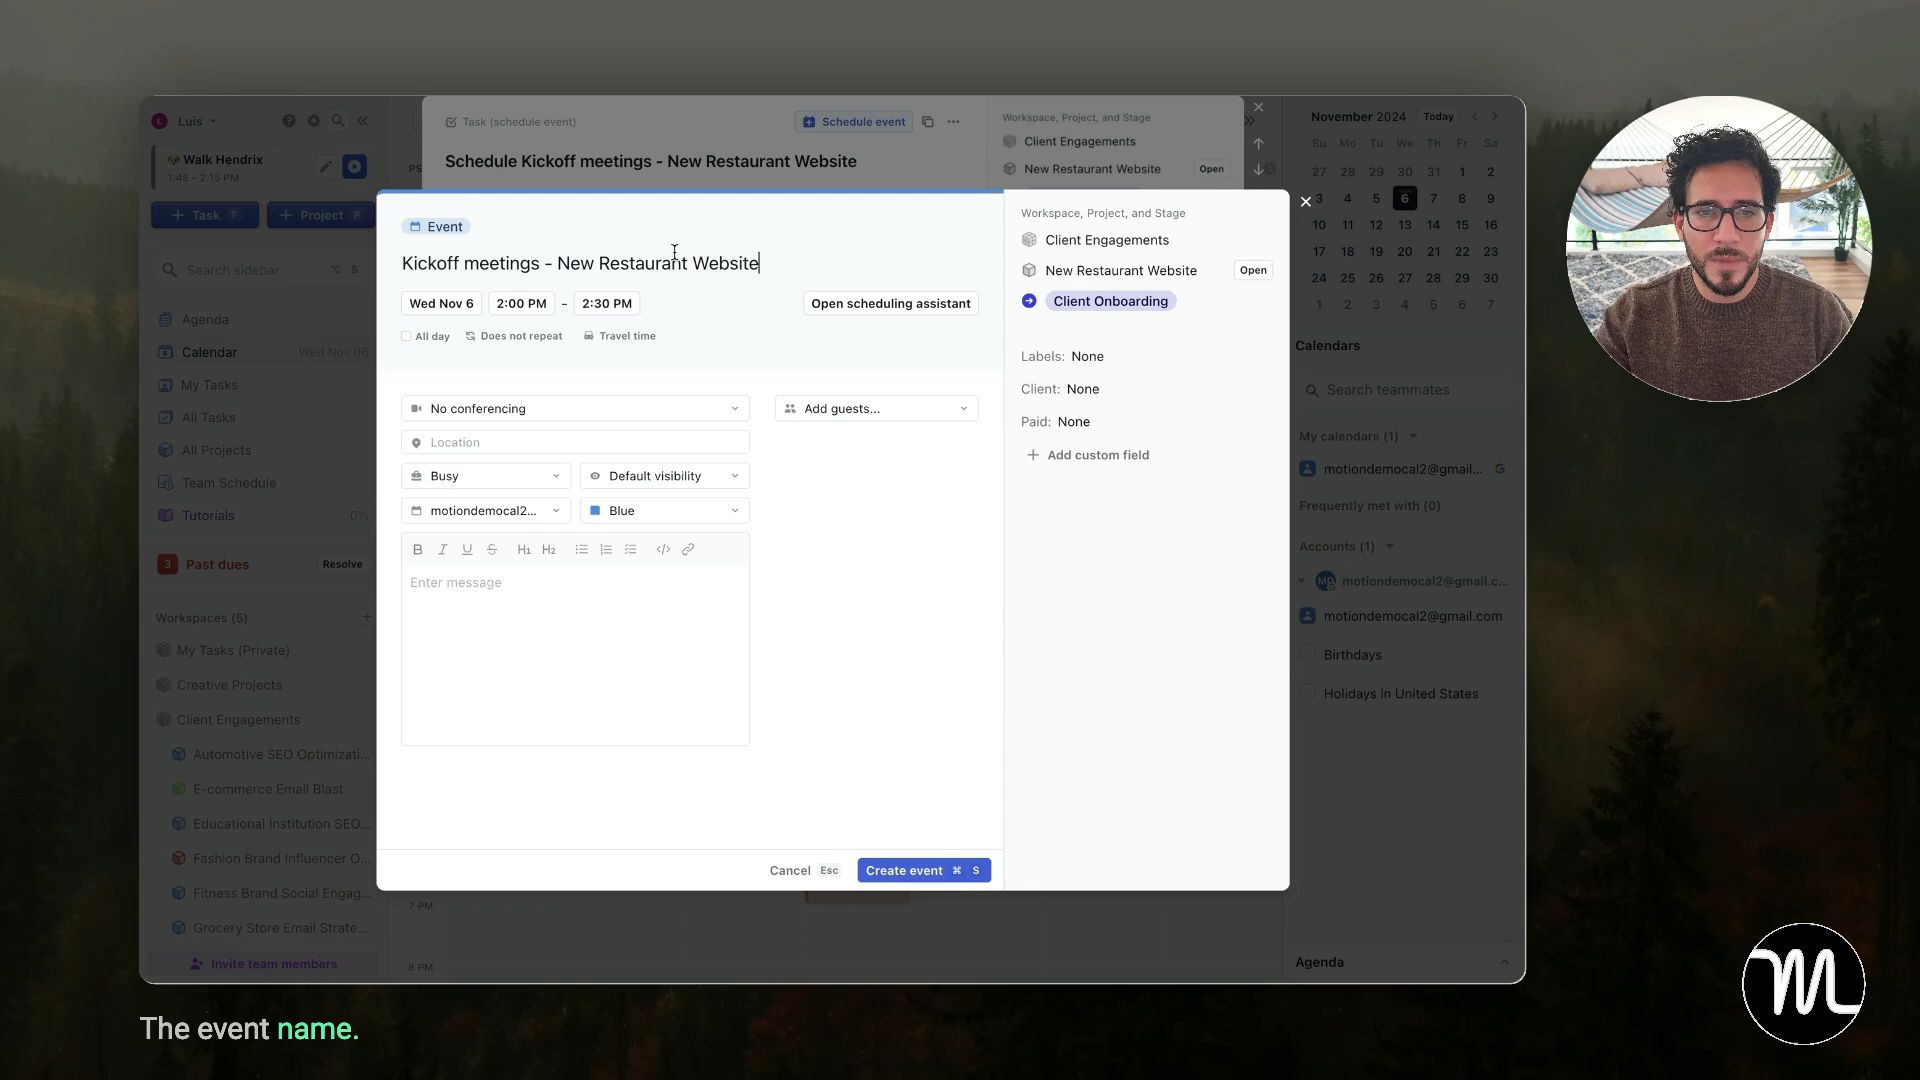 Luis
Walk Hendrix
1:45 - 2:15 PM
Task T
Project P
Search sidebar
⌥ S
Agenda
Calendar
Wed Nov 06
My Tasks
All Tasks
All Projects
Team Schedule
Tutorials
0%
3 Past dues
Resolve
Workspaces (5)
My Tasks (Private)
Creative Projects
Client Engagements
Automotive SEO Optimizati...
E-commerce Email Blast
Educational Institution SEO...
Fashion Brand Influencer O...
Fitness Brand Social Engag...
Grocery Store Email Strate...
Invite team members
Task (schedule event)
Schedule event
Schedule Kickoff meetings - New Restaurant Website
Workspace, Project, and Stage
Client Engagements
New Restaurant Website
Open
PS
Event
Kickoff meetings - New Restaurant Website
Wed Nov 6
2:00 PM
-
2:30 PM
Open scheduling assistant
All day
Does not repeat
Travel time
No conferencing
Add guests...
Location
Busy
Default visibility
motiondemocal2...
Blue
B I U S H1 H2
Enter message
Cancel Esc
Create event ⌘ S
Workspace, Project, and Stage
Client Engagements
New Restaurant Website
Open
Client Onboarding
Labels: None
Client: None
Paid: None
Add custom field
7 PM
8 PM
November 2024
Today
Su Mo Tu We Th Fr Sa
27 28 29 30 31 1 2
3 4 5 6 7 8 9
10 11 12 13 14 15 16
17 18 19 20 21 22 23
24 25 26 27 28 29 30
1 2 3 4 5 6 7
Calendars
Search teammates
My calendars (1)
motiondemocal2@gmail...
Frequently met with (0)
Accounts (1)
motiondemocal2@gmail.c...
motiondemocal2@gmail.com
Birthdays
Holidays in United States
Agenda
The event name.